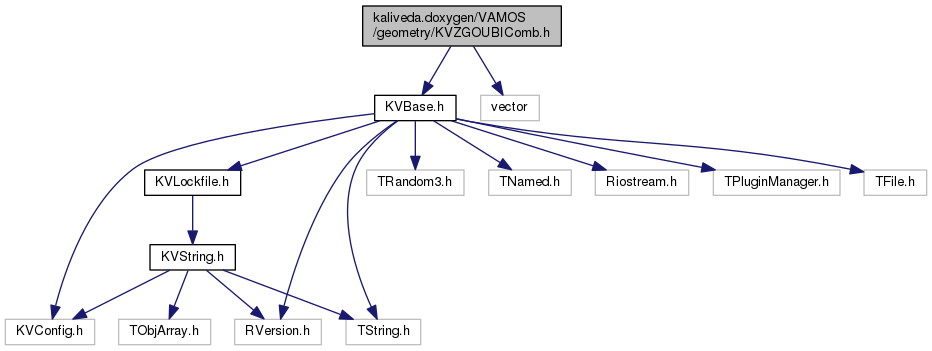 kaliveda.doxygen/VAMOS
/geometry/KVZGOUBIComb.h
KVBase.h
vector
KVLockfile.h
TRandom3.h
TNamed.h
Riostream.h
TPluginManager.h
TFile.h
KVString.h
KVConfig.h
TObjArray.h
RVersion.h
TString.h